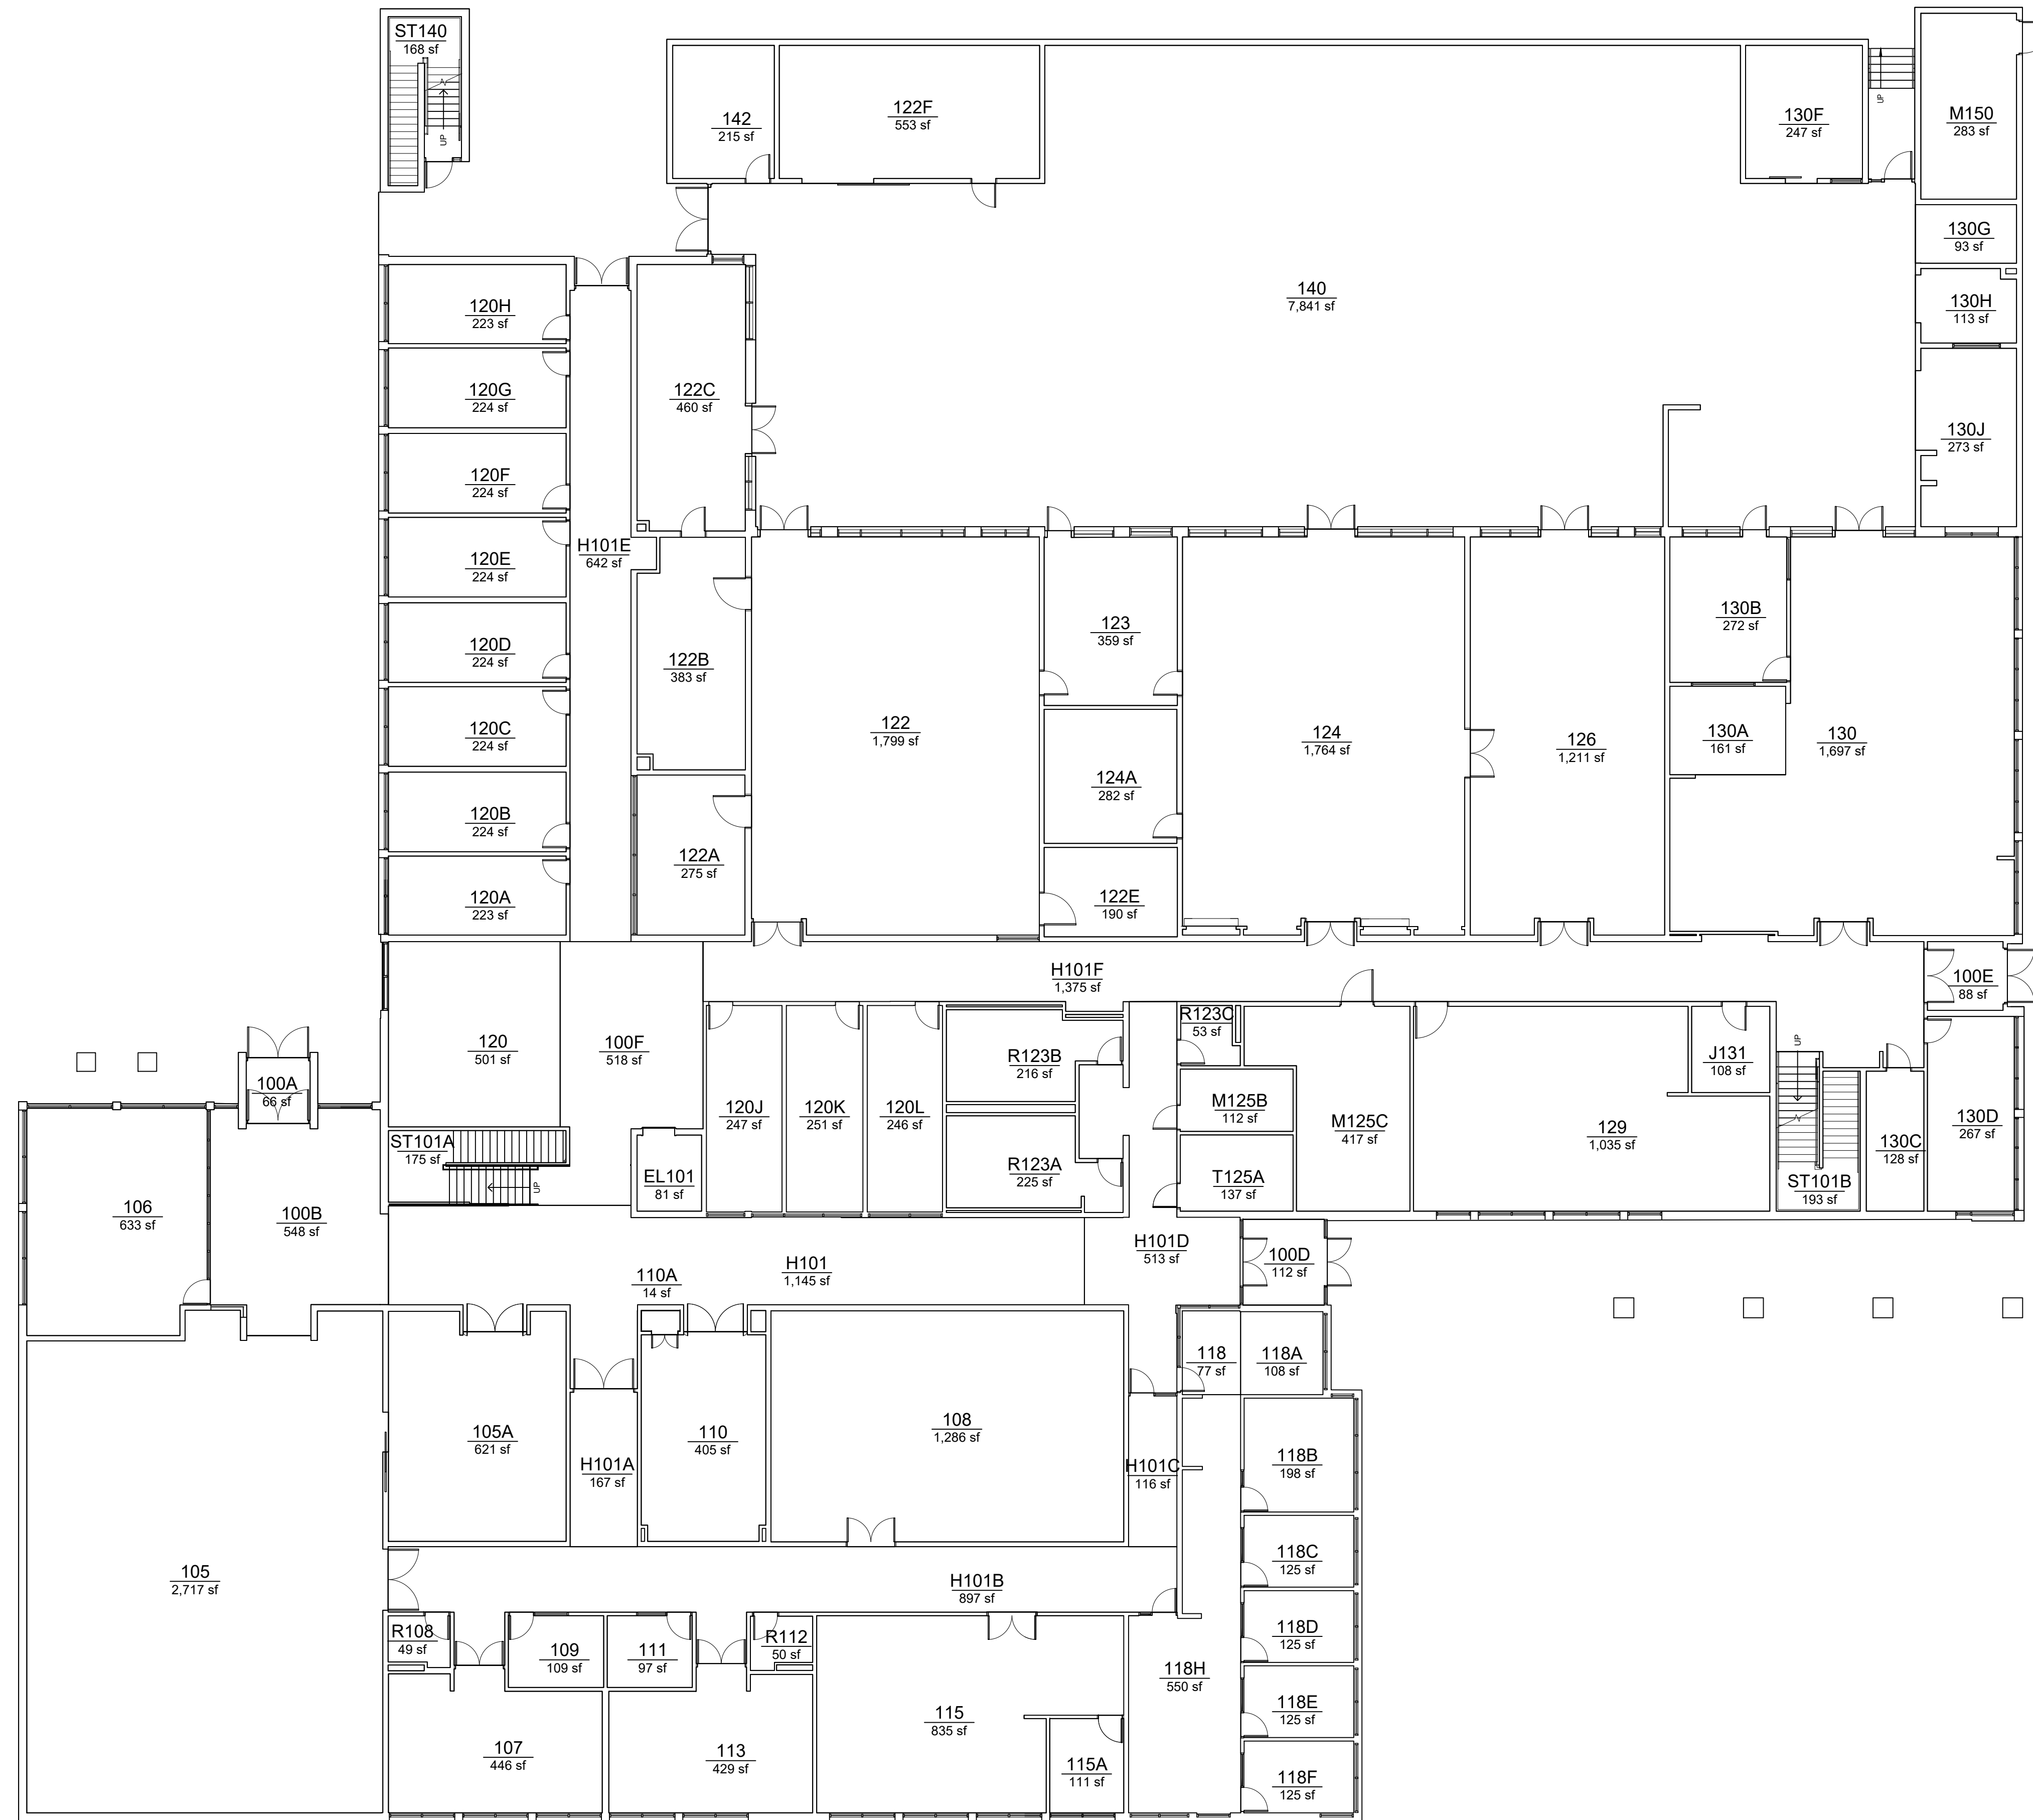 ST140
168 sf
UP
142
215 sf
122F
553 sf
130F
247 sf
UP
M150
283 sf
130G
93 sf
140
7,841 sf
130H
113 sf
120H
223 sf
120G
224 sf
122C
460 sf
130J
273 sf
120F
224 sf
H101E
642 sf
120E
224 sf
120D
224 sf
122B
383 sf
123
359 sf
130B
272 sf
120C
224 sf
122
1,799 sf
124
1,764 sf
126
1,211 sf
130A
161 sf
130
1,697 sf
124A
282 sf
120B
224 sf
122A
275 sf
120A
223 sf
122E
190 sf
H101F
1,375 sf
100E
88 sf
120
501 sf
100F
518 sf
R123C
53 sf
UP
R123B
216 sf
J131
108 sf
100A
66 sf
120J
247 sf
120K
251 sf
120L
246 sf
M125B
112 sf
M125C
417 sf
129
1,035 sf
130D
267 sf
ST101A
175 sf
UP
130C
128 sf
EL101
81 sf
R123A
225 sf
T125A
137 sf
ST101B
193 sf
106
633 sf
100B
548 sf
H101D
513 sf
100D
112 sf
H101
1,145 sf
110A
14 sf
118
77 sf
118A
108 sf
105A
621 sf
110
405 sf
108
1,286 sf
H101A
167 sf
H101C
116 sf
118B
198 sf
118C
125 sf
105
2,717 sf
H101B
897 sf
118D
125 sf
R108
49 sf
109
109 sf
111
97 sf
R112
50 sf
118H
550 sf
118E
125 sf
115
835 sf
107
446 sf
113
429 sf
115A
111 sf
118F
125 sf